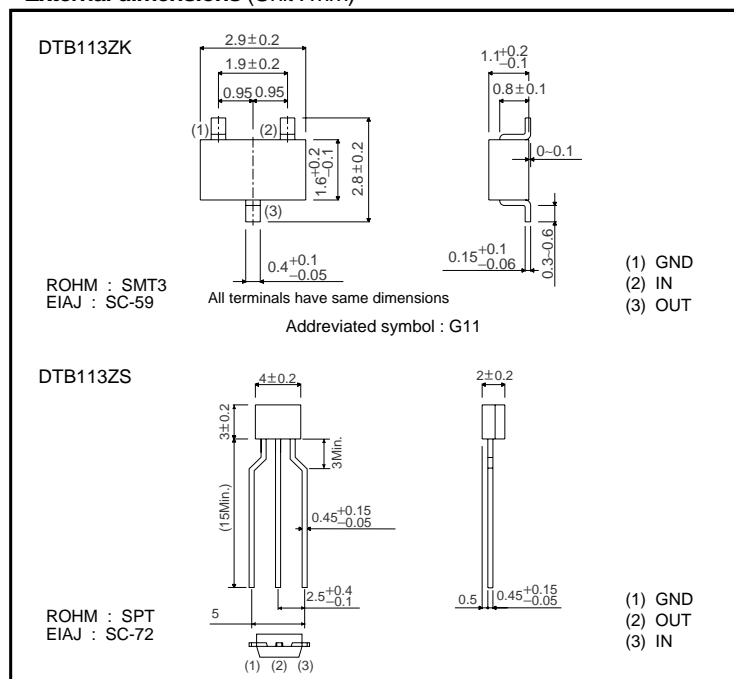 External dimensions (Unit : mm)
DTB113ZK
2.9±0.2
1.9±0.2
0.95 0.95
(1) (2)
(3)
1.6+0.2
−0.1
2.8±0.2
0.4+0.1
−0.05
1.1+0.2
−0.1
0.8±0.1
0~0.1
0.15+0.1
−0.06
0.3~0.6
ROHM : SMT3
EIAJ : SC-59
All terminals have same dimensions
Addreviated symbol : G11
(1) GND
(2) IN
(3) OUT
DTB113ZS
4±0.2
3±0.2
3Min.
(15Min.)
0.45+0.15
−0.05
2.5+0.4
−0.1
5
(1) (2) (3)
2±0.2
0.5
0.45+0.15
−0.05
ROHM : SPT
EIAJ : SC-72
(1) GND
(2) OUT
(3) IN